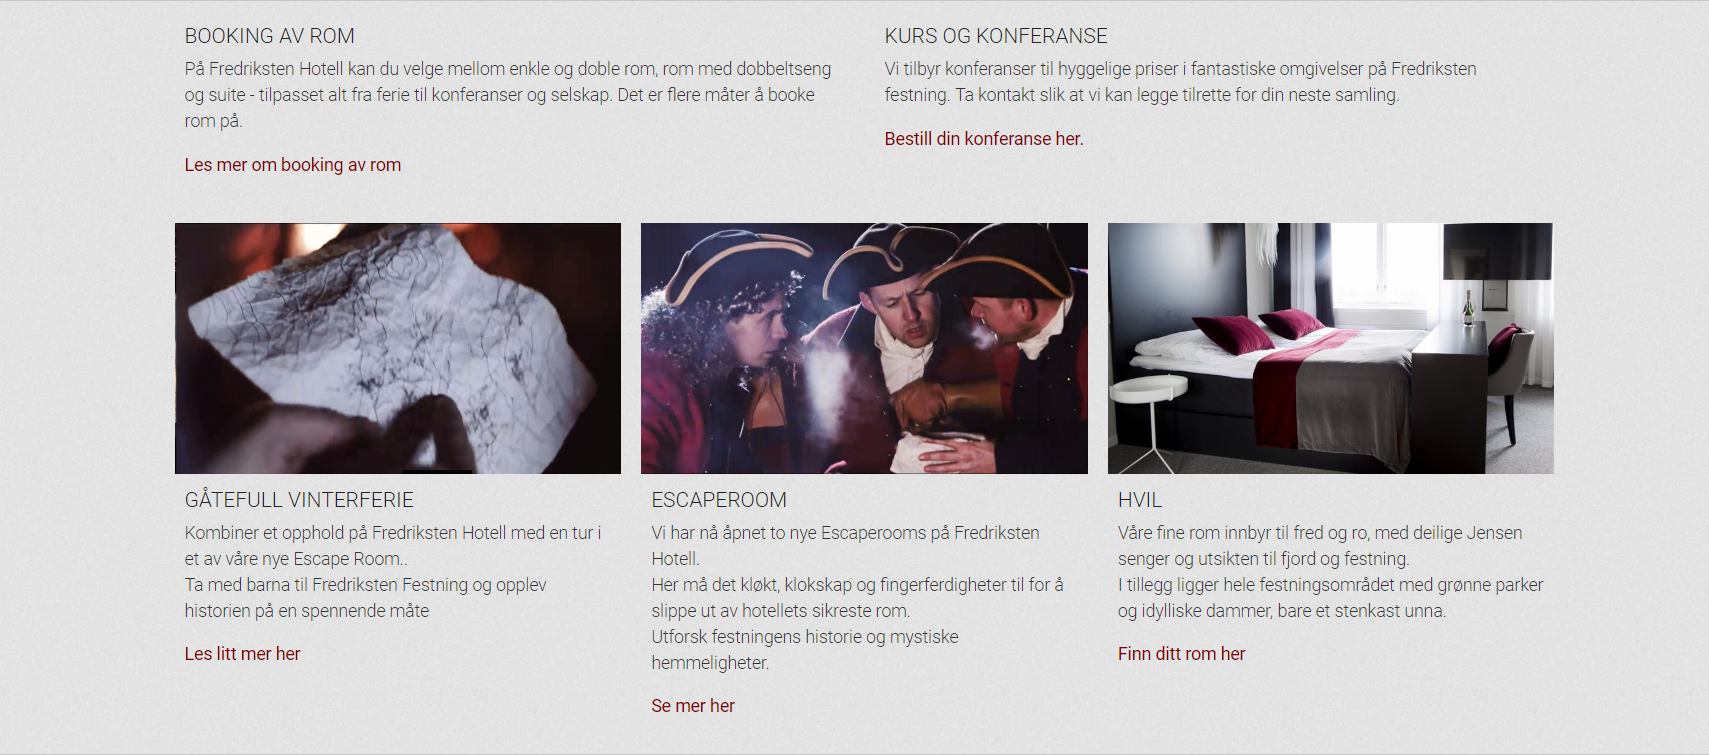 BOOKING AV ROM
På Fredriksten Hotell kan du velge mellom enkle og doble rom, rom med dobbeltseng
og suite - tilpasset alt fra ferie til konferanser og selskap. Det er flere måter å booke
rom på.
Les mer om booking av rom
KURS OG KONFERANSE
Vi tilbyr konferanser til hyggelige priser i fantastiske omgivelser på Fredriksten
festning. Ta kontakt slik at vi kan legge tilrette for din neste samling.
Bestill din konferanse her.
GÅTEFULL VINTERFERIE
Kombiner et opphold på Fredriksten Hotell med en tur i
et av våre nye Escape Room..
Ta med barna til Fredriksten Festning og opplev
historien på en spennende måte
Les litt mer her
ESCAPEROOM
Vi har nå åpnet to nye Escaperooms på Fredriksten
Hotell.
Her må det kløkt, klokskap og fingerferdigheter til for å
slippe ut av hotellets sikreste rom.
Utforsk festningens historie og mystiske
hemmeligheter.
Se mer her
HVIL
Våre fine rom innbyr til fred og ro, med deilige Jensen
senger og utsikten til fjord og festning.
I tillegg ligger hele festningsområdet med grønne parker
og idylliske dammer, bare et stenkast unna.
Finn ditt rom her